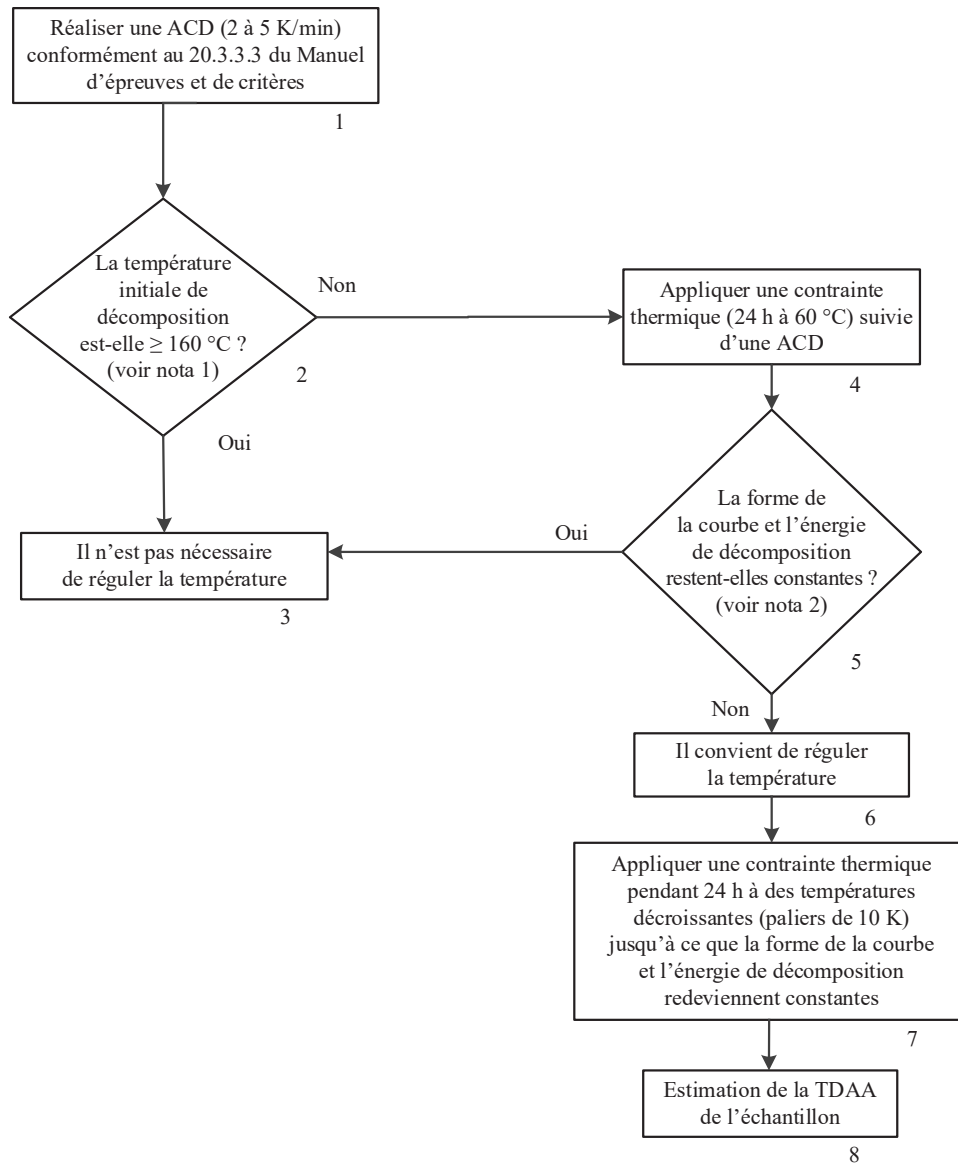 Réaliser une ACD (2 à 5 K/min)
conformément au 20.3.3.3 du Manuel
d’épreuves et de critères
1
La température
initiale de
décomposition
est-elle ≥ 160 °C ?
(voir nota 1)
2
Non
Oui
Il n’est pas nécessaire
de réguler la température
3
Appliquer une contrainte
thermique (24 h à 60 °C) suivie
d’une ACD
4
La forme de
la courbe et l’énergie
de décomposition
restent-elles constantes ?
(voir nota 2)
5
Oui
Non
Il convient de réguler
la température
6
Appliquer une contrainte thermique
pendant 24 h à des températures
décroissantes (paliers de 10 K)
jusqu’à ce que la forme de la courbe
et l’énergie de décomposition
redeviennent constantes
7
Estimation de la TDAA
de l’échantillon
8